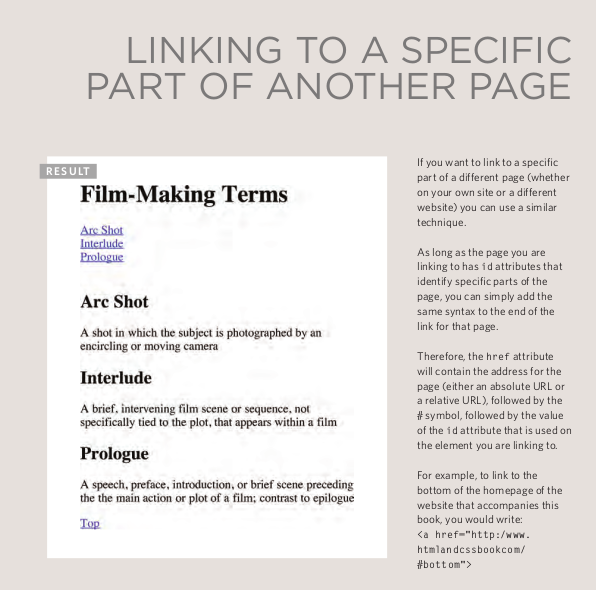 LINKING TO A SPECIFIC
PART OF ANOTHER PAGE
RESULT
Film-Making Terms
Arc Shot
Interlude
Prologue
Arc Shot
A shot in which the subject is photographed by an
encircling or moving camera
Interlude
A brief, intervening film scene or sequence, not
specifically tied to the plot, that appears within a film
Prologue
A speech, preface, introduction, or brief scene preceding
the the main action or plot of a film; contrast to epilogue
Top
If you want to link to a specific
part of a different page (whether
on your own site or a different
website) you can use a similar
technique.
As long as the page you are
linking to has id attributes that
identify specific parts of the
page, you can simply add the
same syntax to the end of the
link for that page.
Therefore, the href attribute
will contain the address for the
page (either an absolute URL or
a relative URL), followed by the
# symbol, followed by the value
of the id attribute that is used on
the element you are linking to.
For example, to link to the
bottom of the homepage of the
website that accompanies this
book, you would write:
<a href="http:/www.
htmlandcssbookcom/
#bottom">